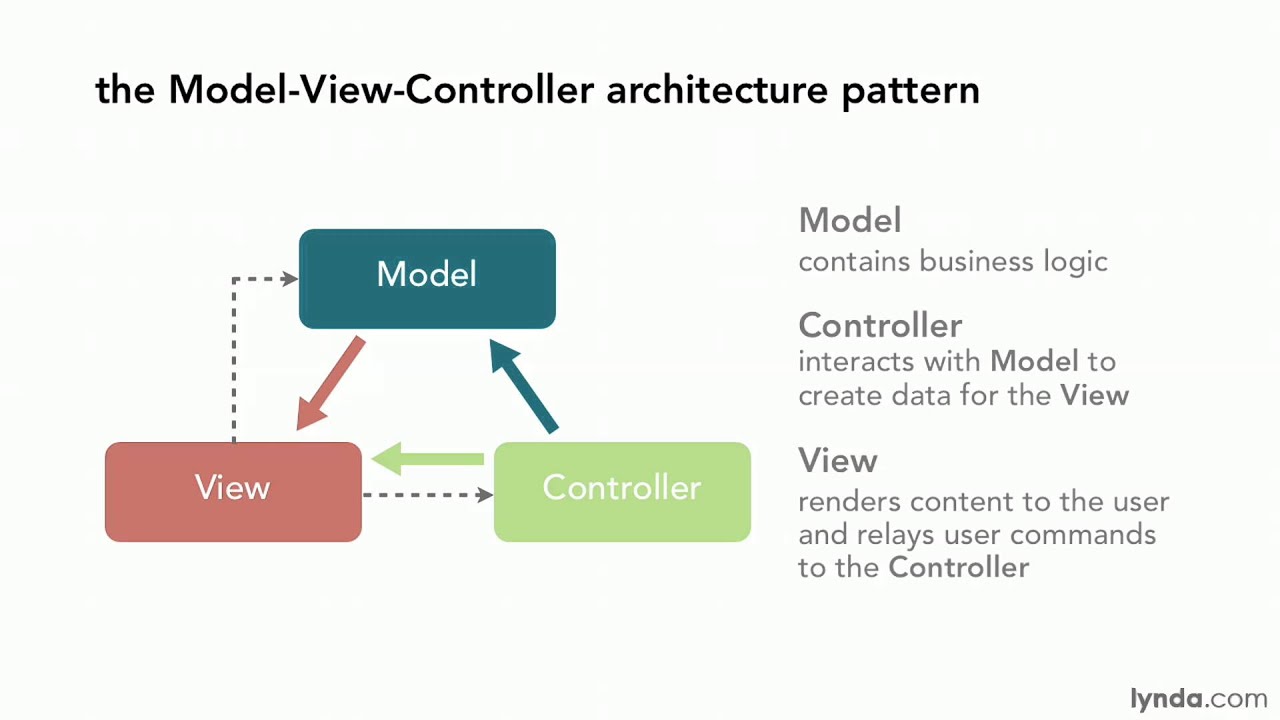 the Model-View-Controller architecture pattern
Model
View
Controller
Model
contains business logic
Controller
interacts with Model to
create data for the View
View
renders content to the user
and relays user commands
to the Controller
lynda.com